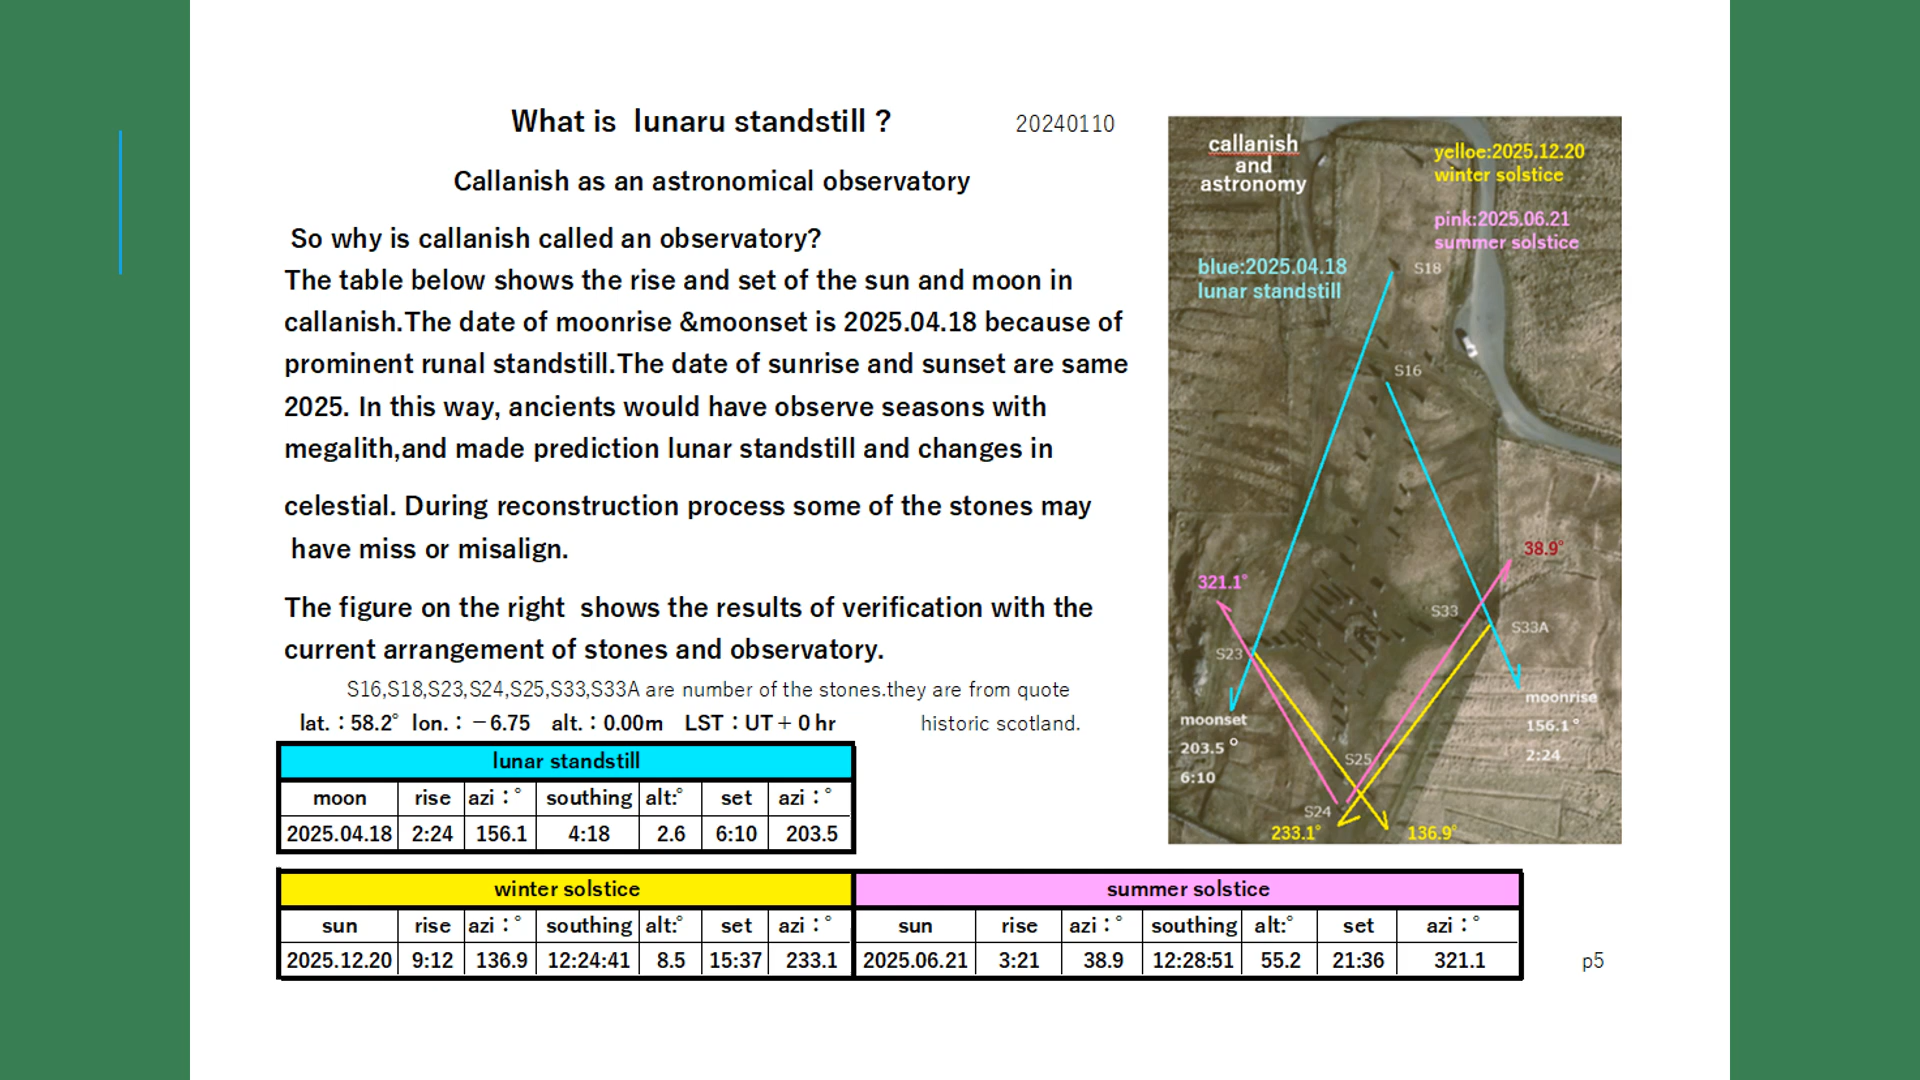 What is  lunaru standstill ?
20240110
Callanish as an astronomical observatory
So why is callanish called an observatory?
The table below shows the rise and set of the sun and moon in
callanish.The date of moonrise &moonset is 2025.04.18 because of
prominent runal standstill.The date of sunrise and sunset are same
2025. In this way, ancients would have observe seasons with
megalith,and made prediction lunar standstill and changes in
celestial. During reconstruction process some of the stones may
have miss or misalign.
The figure on the right  shows the results of verification with the
current arrangement of stones and observatory.
S16,S18,S23,S24,S25,S33,S33A are number of the stones.they are from quote
historic scotland.
lat.：58.2° lon.：－6.75 alt.：0.00m LST：UT＋0 hr
lunar standstill
moon rise azi：° southing alt:° set azi：°
2025.04.18 2:24 156.1 4:18 2.6 6:10 203.5
winter solstice
sun rise azi：° southing alt:° set azi：°
2025.12.20 9:12 136.9 12:24:41 8.5 15:37 233.1
summer solstice
sun rise azi：° southing alt:° set azi：°
2025.06.21 3:21 38.9 12:28:51 55.2 21:36 321.1
callanish
and
astronomy
yelloe:2025.12.20
winter solstice
pink:2025.06.21
summer solstice
blue:2025.04.18
lunar standstill
S18
S16
38.9°
321.1°
S33
S33A
S23
moonrise
156.1°
2:24
moonset
203.5 °
6:10
S25
S24
233.1°
136.9°
p5